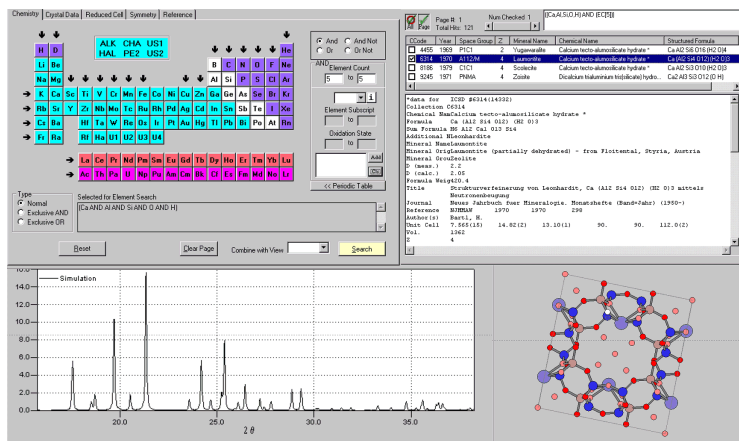 Chemistry Crystal Data Reduced Cell Symmetry Reference
ALK CHA US1
HAL PE2 US2
H D He
Li Be B C N O F Ne
Na Mg Al Si P S Cl Ar
K Ca Sc Ti V Cr Mn Fe Co Ni Cu Zn Ga Ge As Se Br Kr
Rb Sr Y Zr Nb Mo Tc Ru Rh Pd Ag Cd In Sn Sb Te I Xe
Cs Ba Hf Ta W Re Os Ir Pt Au Hg Tl Pb Bi Po At Rn
Fr Ra Rf Ha U1 U2 U3 U4
La Ce Pr Nd Pm Sm Eu Gd Tb Dy Ho Er Tm Yb Lu
Ac Th Pa U Np Pu Am Cm Bk Cf Es Fm Md No Lr
And And Not
Or Or Not
AND
Element Count
5 to 5
i
Element Subscript
to
Oxidation State
to
Add
Clr
<< Periodic Table
Type
Normal
Exclusive AND
Exclusive OR
Selected for Element Search
(Ca AND Al AND Si AND O AND H)
Reset
Clear Page
Combine with View
Search
All Page
Page #: 1
Total Hits: 121
Num Checked 1
[(Ca,Al,Si,O,H) AND (EC[5])]
CCode Year Space Group Z Mineral Name Chemical Name Structured Formula
4455 1969 P1C1 2 Yugawaralite Calcium tecto-alumosilicate hydrate * Ca Al2 Si6 O16 (H2 O)4
6314 1970 A112/M 4 Laumontite Calcium tecto-alumosilicate hydrate * Ca (Al2 Si4 O12) (H2 O)3
8186 1979 C1C1 4 Scolecite Calcium tecto-alumosilicate hydrate * Ca Al2 Si3 O10 (H2 O)3
9245 1971 PNMA 4 Zoisite Dicalcium trialuminium tris(silicate) hydro... Ca2 Al3 Si3 O12 (O H)
*data for ICSD #6314(14332)
Collection C6314
Chemical Nam Calcium tecto-alumosilicate hydrate *
Formula Ca (Al2 Si4 O12) (H2 O)3
Sum Formula H6 Al2 Ca1 O15 Si4
Additional N Leonhardite
Mineral Name Laumontite
Mineral Orig Laumontite (partially dehydrated) - from Floitental, Styria, Austria
Mineral Grou Zeolite
D (meas.) 2.2
D (calc.) 2.05
Formula Weig 420.4
Title Strukturverfeinerung von Leonhardit, Ca (Al2 Si4 O12) (H2 O)3 mittels
Neutronenbeugung
Journal Neues Jahrbuch fuer Mineralogie. Monatshefte (Band=Jahr) (1950-)
Reference NJMMAW 1970 1970 298
Author(s) Bartl, H.
Unit Cell 7.565(15) 14.82(2) 13.10(1) 90. 90. 112.0(2)
Vol. 1362
Z 4
Simulation
14.0
12.0
10.0
8.0
6.0
4.0
2.0
0.0
20.0 25.0 30.0 35.0
2 θ